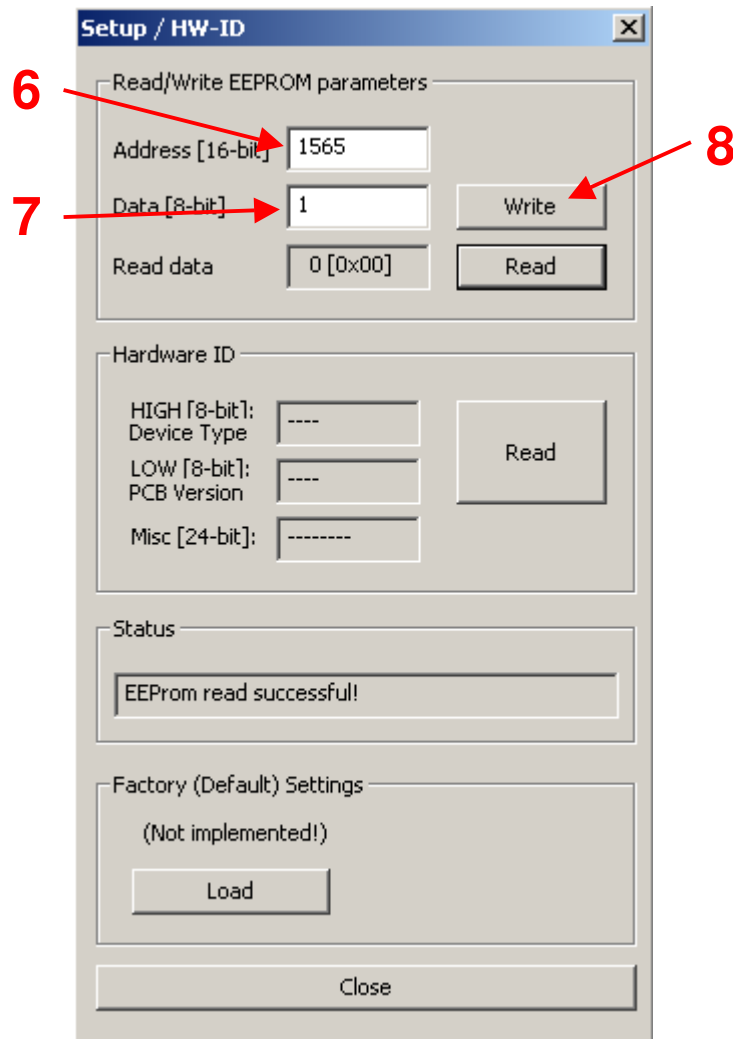 Setup / HW-ID
Read/Write EEPROM parameters
6
Address [16-bit] 1565
8
7
Data [8-bit] 1 Write
Read data 0 [0x00] Read
Hardware ID
HIGH [8-bit]: ----
Device Type
Read
LOW [8-bit]: ----
PCB Version
Misc [24-bit]: --------
Status
EEProm read successful!
Factory (Default) Settings
(Not implemented!)
Load
Close